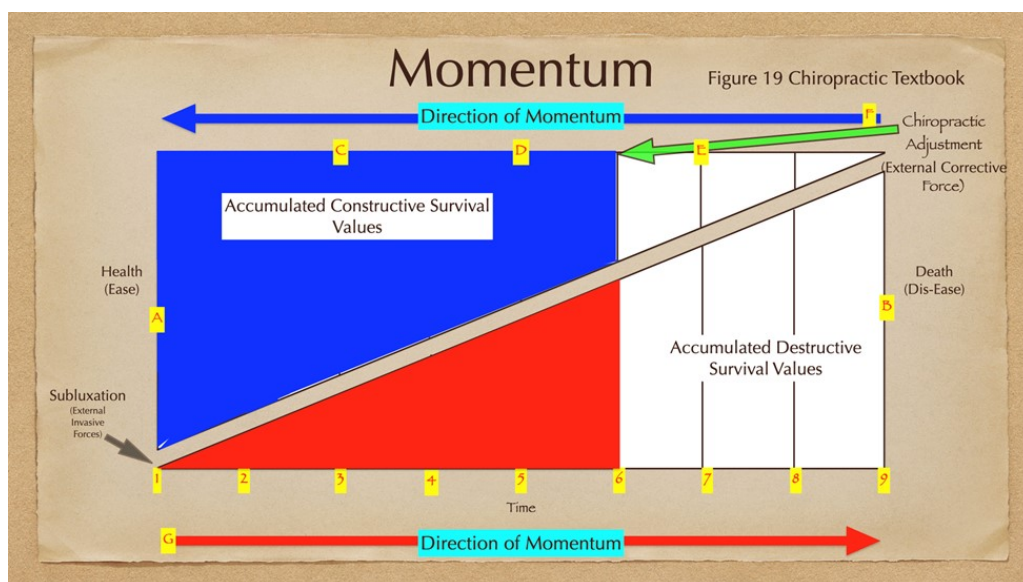 Momentum
Figure 19 Chiropractic Textbook
Direction of Momentum
F
Chiropractic
Adjustment
(External Corrective
Force)
C
D
E
Accumulated Constructive Survival
Values
Health
(Ease)
Death
(Dis-Ease)
A
B
Accumulated Destructive
Survival Values
Subluxation
(External
Invasive
Forces)
1
2
3
4
5
6
7
8
9
Time
G
Direction of Momentum